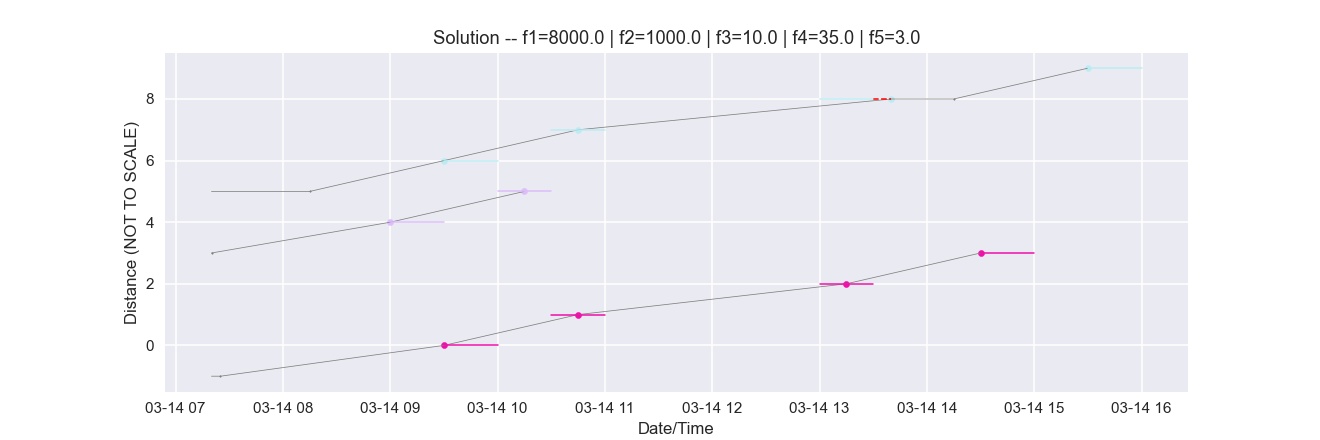 Solution -- f1=8000.0 | f2=1000.0 | f3=10.0 | f4=35.0 | f5=3.0
Distance (NOT TO SCALE)
8
6
4
2
0
03-14 07 03-14 08 03-14 09 03-14 10 03-14 11 03-14 12 03-14 13 03-14 14 03-14 15 03-14 16
Date/Time